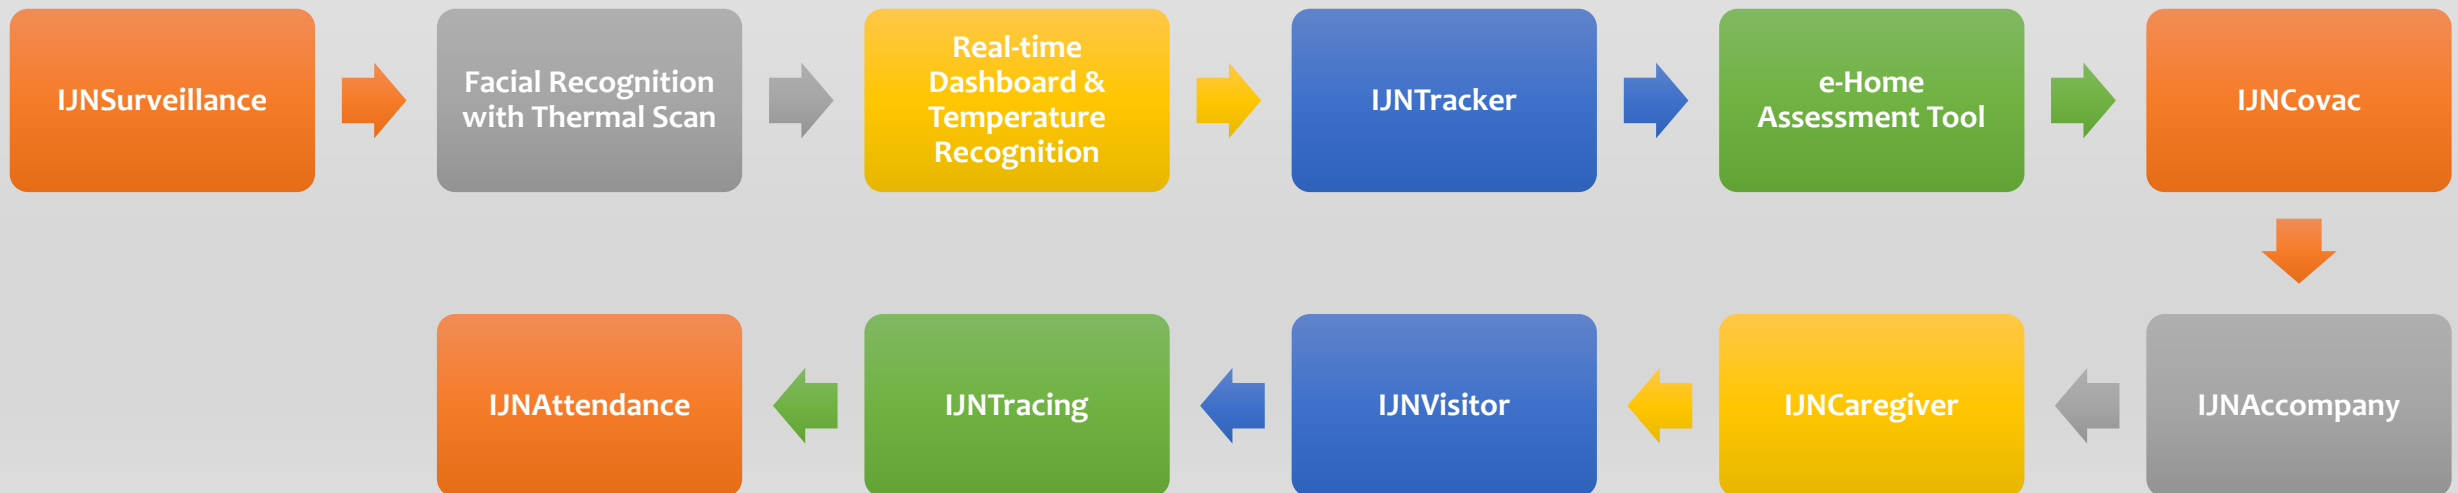 IJNSurveillance
Facial Recognition
with Thermal Scan
Real-time
Dashboard &
Temperature
Recognition
IJNTracker
e-Home
Assessment Tool
IJNCovac
IJNAccompany
IJNCaregiver
IJNVisitor
IJNTracing
IJNAttendance